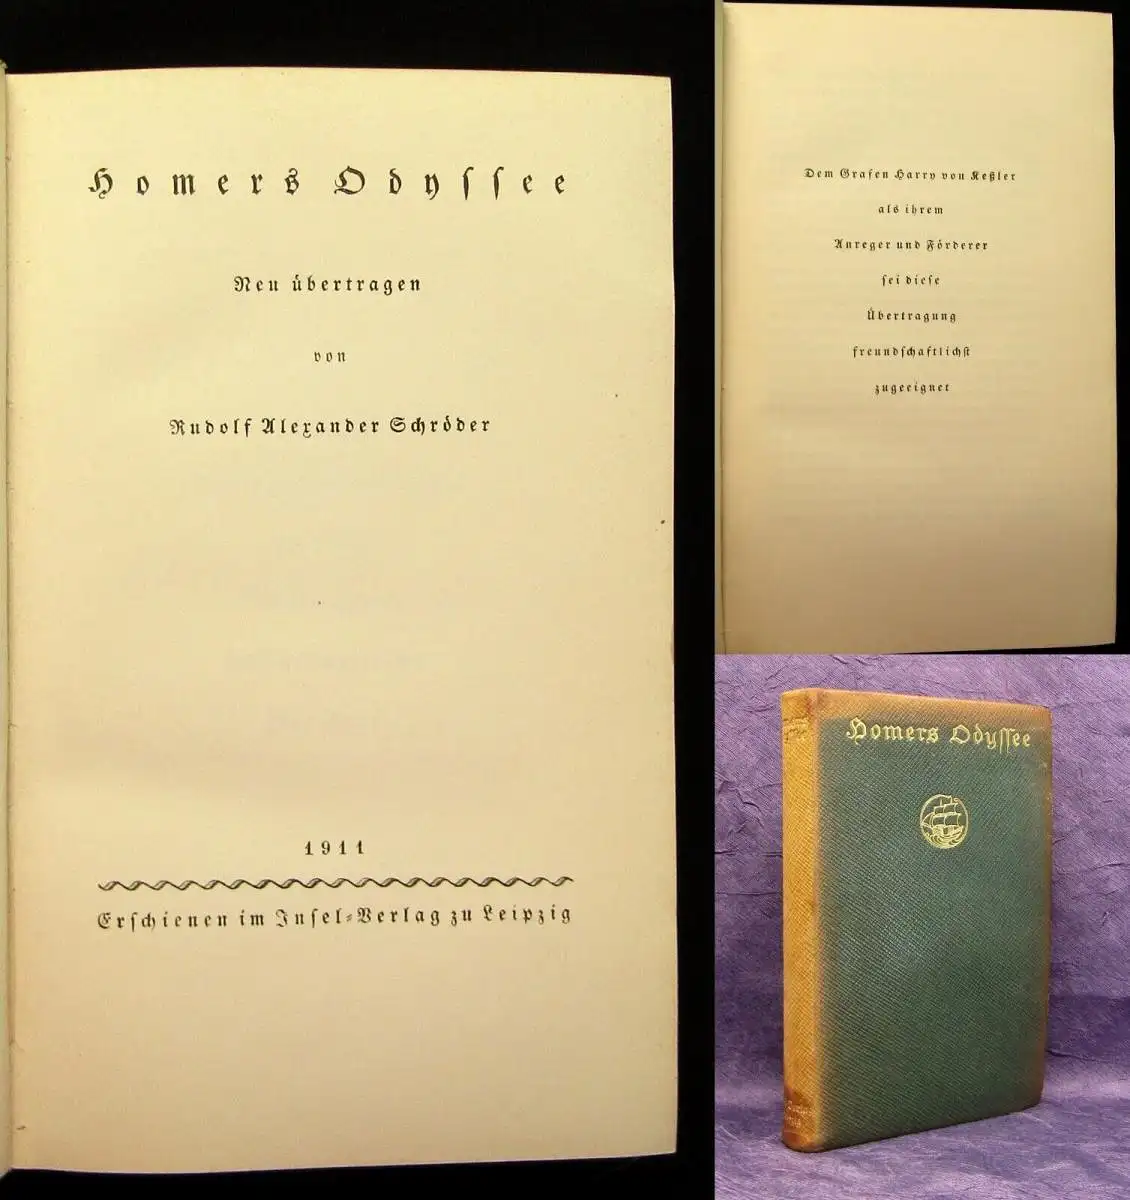 Homers Odyſſee
Neu übertragen
von
Rudolf Alexander Schröder
1911
Erſchienen im Inſel-Verlag zu Leipzig
Dem Grafen Harry von Keßler
als ihrem
Anreger und Förderer
ſei dieſe
Übertragung
freundſchaftlichſt
zugeeignet
Homers Odyſſee